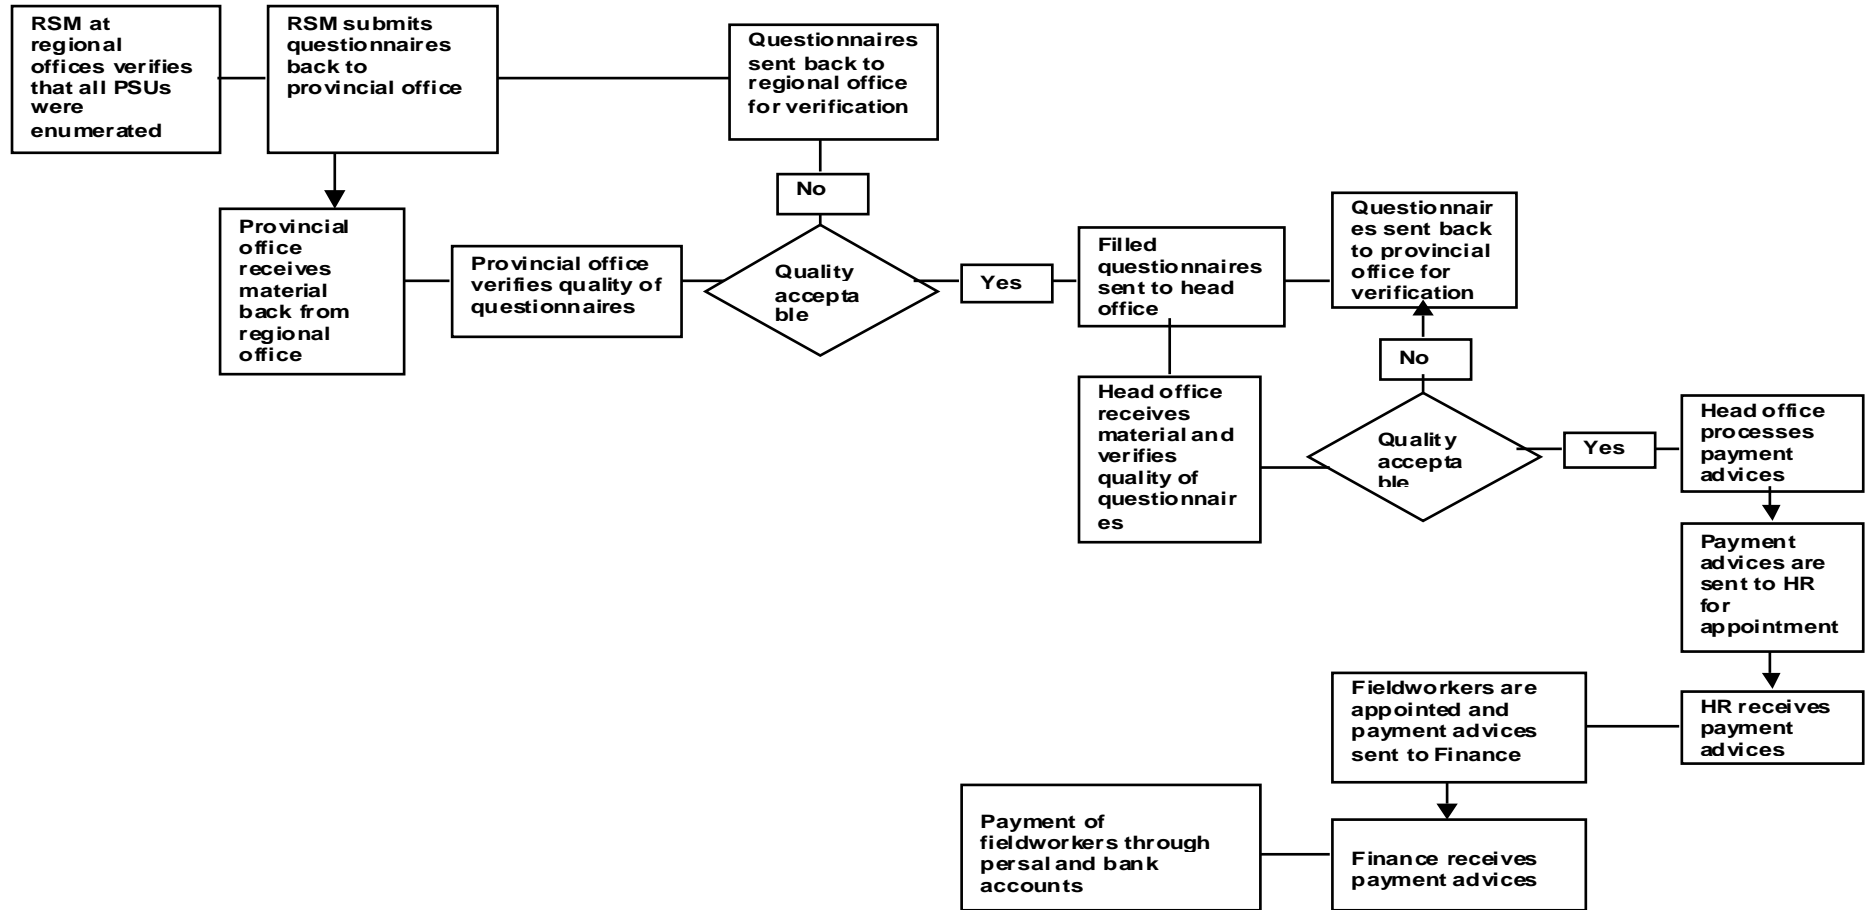 RSM at
regional
offices verifies
that all PSUs
were
enumerated
RSM submits
questionnaires
back to
provincial office
Questionnaires
sent back to
regional office
for verification
No
Provincial
office
receives
material
back from
regional
office
Provincial office
verifies quality of
questionnaires
Quality
accepta
ble
Yes
Filled
questionnaires
sent to head
office
Questionnair
es sent back
to provincial
office for
verification
No
Head office
receives
material and
verifies
quality of
questionnair
es
Quality
accepta
ble
Yes
Head office
processes
payment
advices
Payment
advices are
sent to HR
for
appointment
HR receives
payment
advices
Fieldworkers are
appointed and
payment advices
sent to Finance
Finance receives
payment advices
Payment of
fieldworkers through
persal and bank
accounts